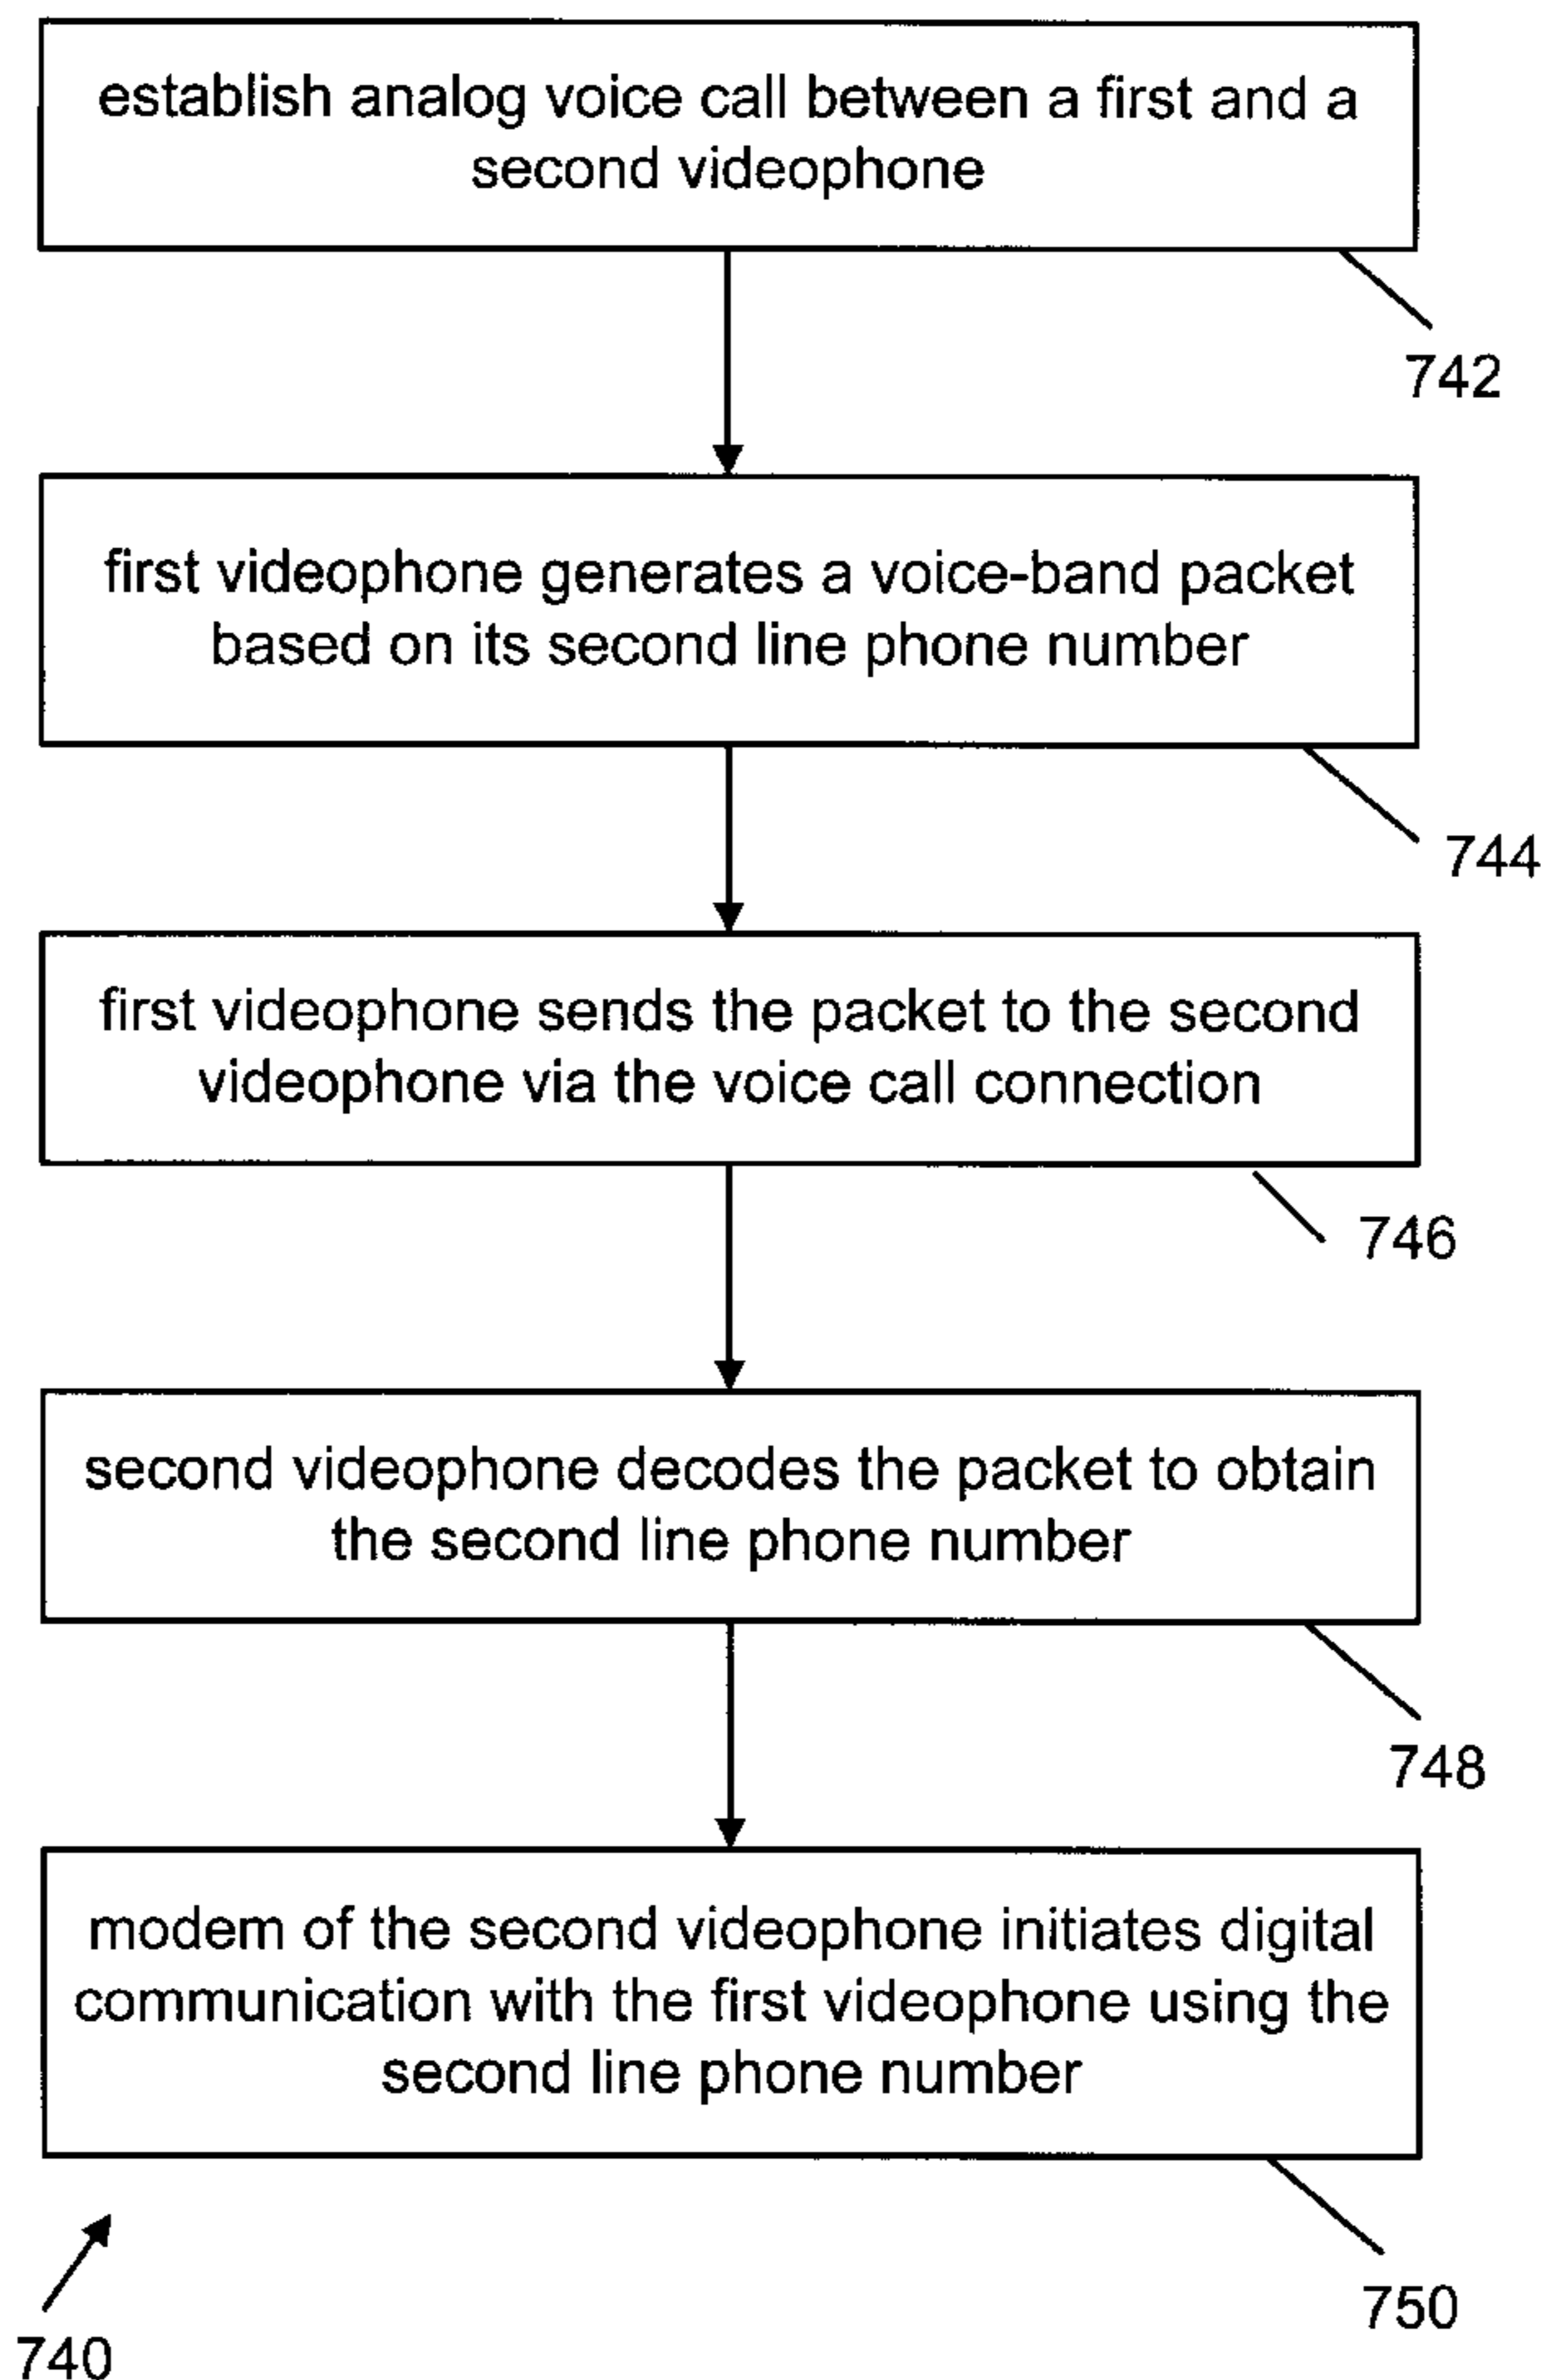 establish analog voice call between a first and a
second videophone
742
first videophone generates a voice-band packet
based on its second line phone number
744
first videophone sends the packet to the second
videophone via the voice call connection
746
second videophone decodes the packet to obtain
the second line phone number
748
modem of the second videophone initiates digital
communication with the first videophone using the
second line phone number
750
740